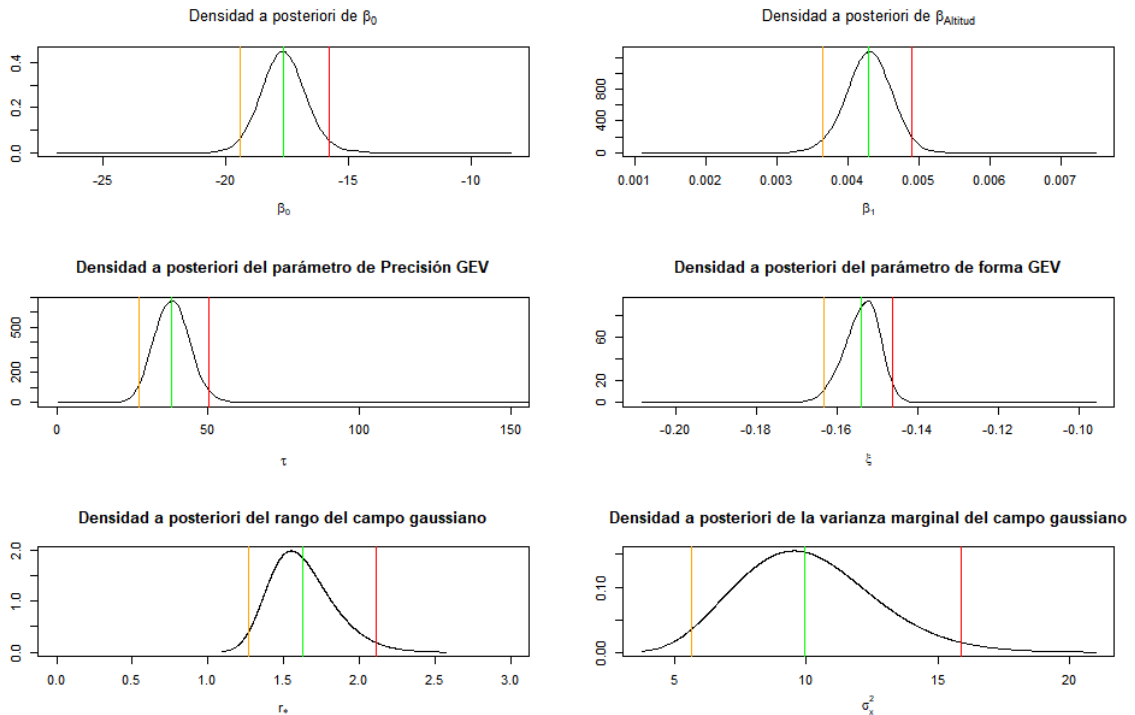 Densidad a posteriori de β0
0.0 0.2 0.4
-25 -20 -15 -10
β0
Densidad a posteriori de βAltitud
0 400 800
0.001 0.002 0.003 0.004 0.005 0.006 0.007
β1
Densidad a posteriori del parámetro de Precisión GEV
0 200 500
0 50 100 150
τ
Densidad a posteriori del parámetro de forma GEV
0 20 60
-0.20 -0.18 -0.16 -0.14 -0.12 -0.10
ξ
Densidad a posteriori del rango del campo gaussiano
0.0 1.0 2.0
0.0 0.5 1.0 1.5 2.0 2.5 3.0
r+
Densidad a posteriori de la varianza marginal del campo gaussiano
0.00 0.10
5 10 15 20
σ²x